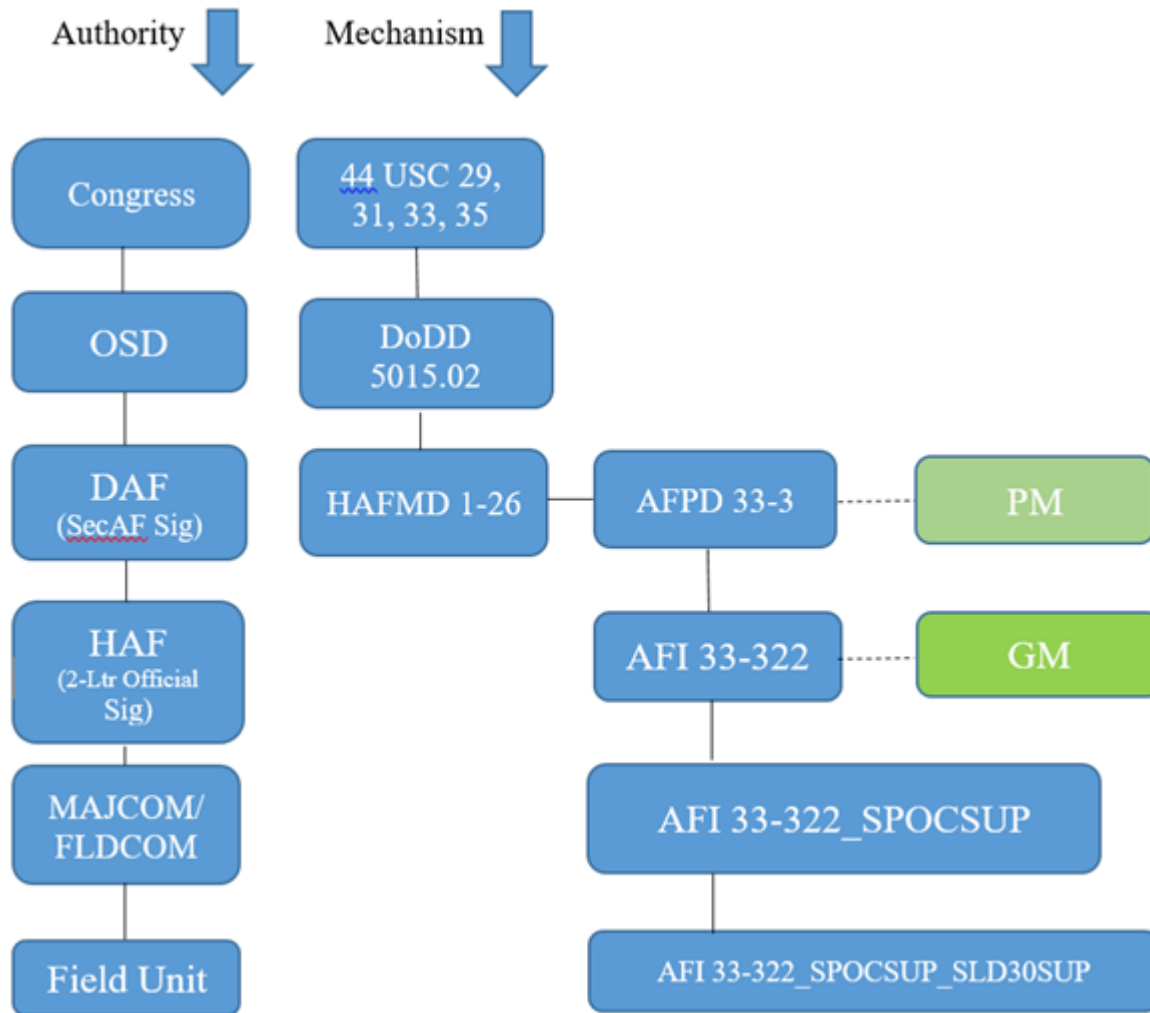 Authority
Mechanism
Congress
44 USC 29,
31, 33, 35
OSD
DoDD
5015.02
DAF
(SecAF Sig)
HAFMD 1-26
AFPD 33-3
PM
HAF
(2-Ltr Official
Sig)
AFI 33-322
GM
MAJCOM/
FLDCOM
AFI 33-322_SPOCSUP
Field Unit
AFI 33-322_SPOCSUP_SLD30SUP